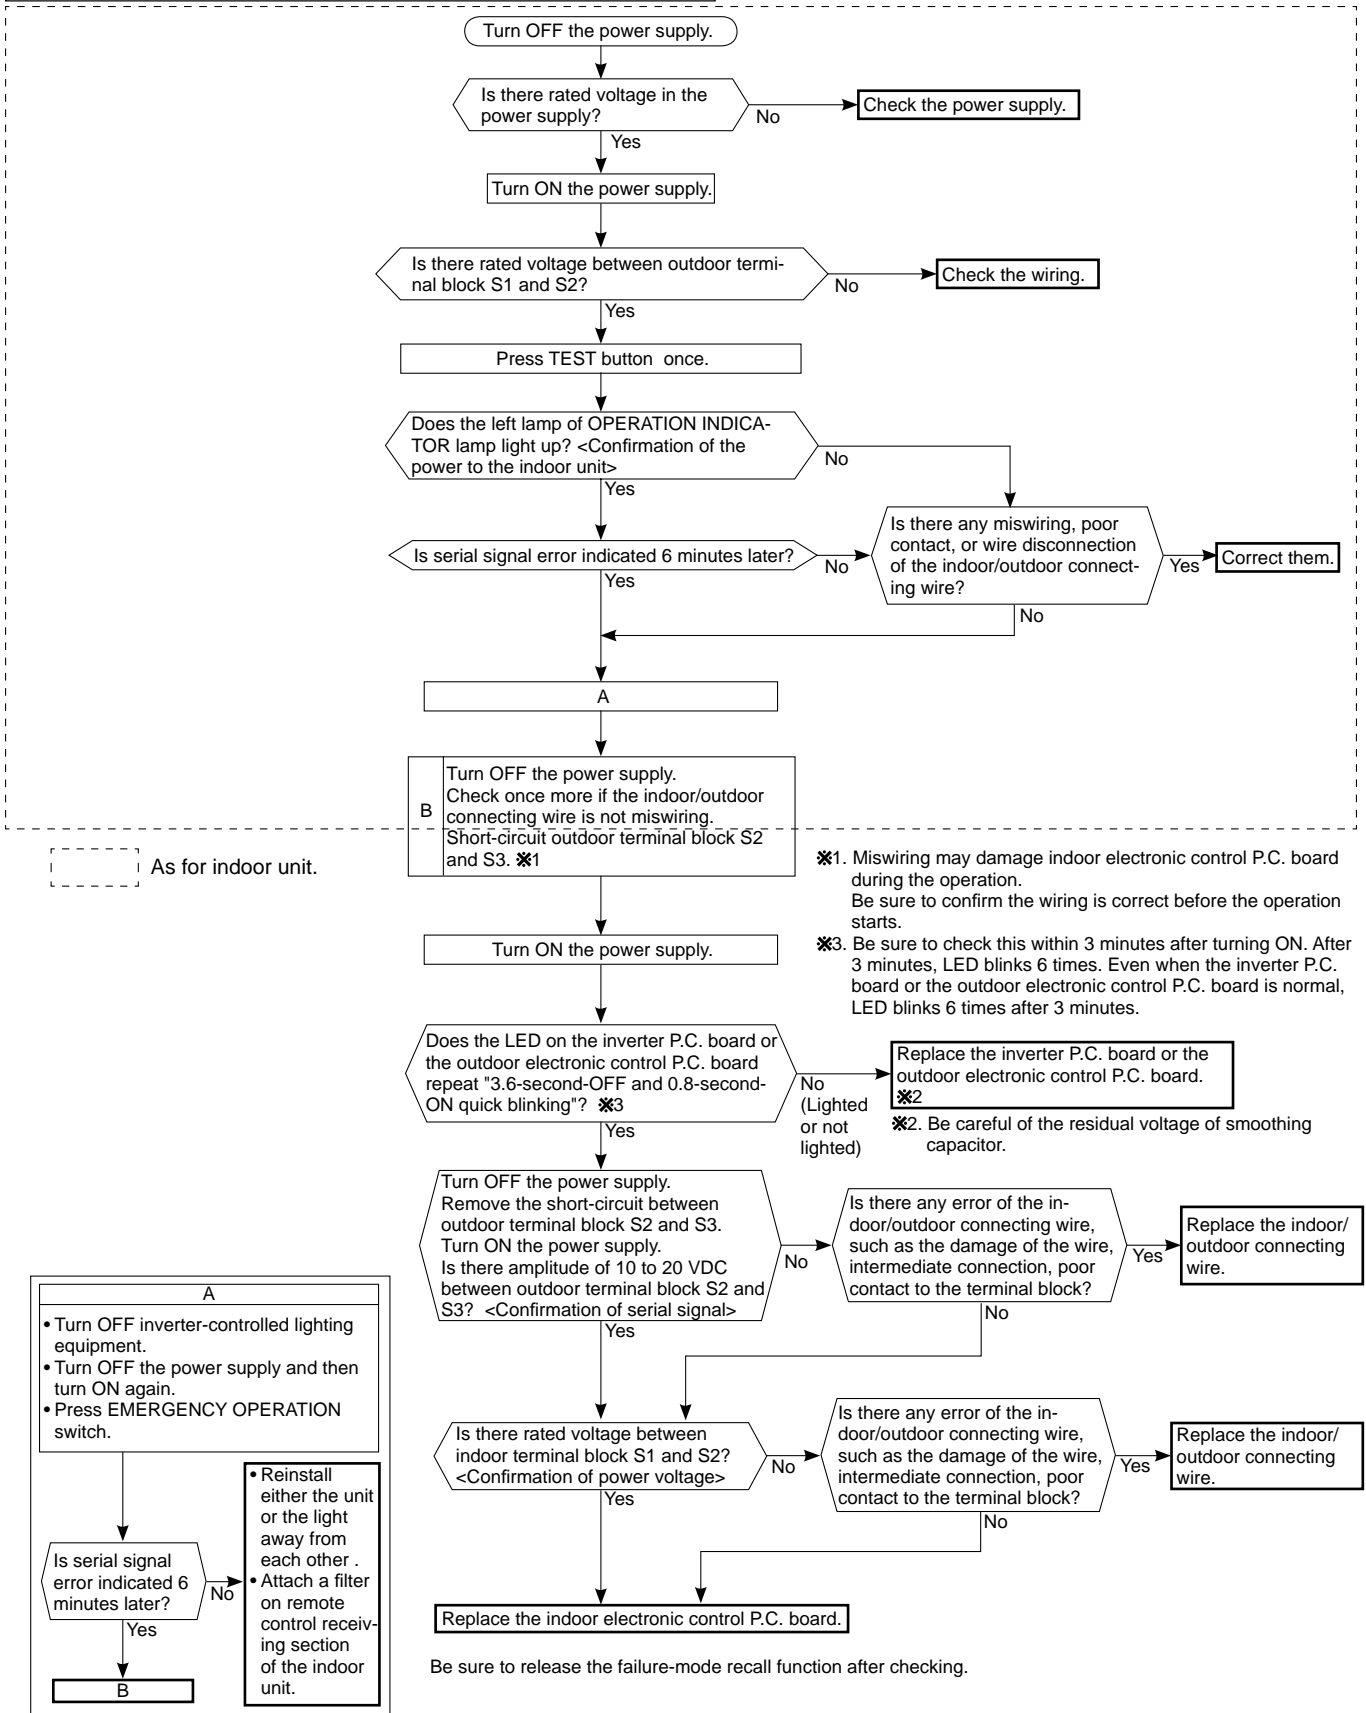 Turn OFF the power supply.
Is there rated voltage in the
power supply?
No
Check the power supply.
Yes
Turn ON the power supply.
Is there rated voltage between outdoor termi-
nal block S1 and S2?
No
Check the wiring.
Yes
Press TEST button once.
Does the left lamp of OPERATION INDICA-
TOR lamp light up? <Confirmation of the
power to the indoor unit>
No
Yes
Is serial signal error indicated 6 minutes later?
No
Yes
Is there any miswiring, poor
contact, or wire disconnection
of the indoor/outdoor connect-
ing wire?
Yes
Correct them.
No
A
B
Turn OFF the power supply.
Check once more if the indoor/outdoor
connecting wire is not miswiring.
Short-circuit outdoor terminal block S2
and S3. ※1
As for indoor unit.
※1. Miswiring may damage indoor electronic control P.C. board
during the operation.
Be sure to confirm the wiring is correct before the operation
starts.
※3. Be sure to check this within 3 minutes after turning ON. After
3 minutes, LED blinks 6 times. Even when the inverter P.C.
board or the outdoor electronic control P.C. board is normal,
LED blinks 6 times after 3 minutes.
Turn ON the power supply.
Does the LED on the inverter P.C. board or
the outdoor electronic control P.C. board
repeat "3.6-second-OFF and 0.8-second-
ON quick blinking"? ※3
No
(Lighted
or not
lighted)
Replace the inverter P.C. board or the
outdoor electronic control P.C. board.
※2
※2. Be careful of the residual voltage of smoothing
capacitor.
Yes
Turn OFF the power supply.
Remove the short-circuit between
outdoor terminal block S2 and S3.
Turn ON the power supply.
Is there amplitude of 10 to 20 VDC
between outdoor terminal block S2 and
S3? <Confirmation of serial signal>
No
Is there any error of the in-
door/outdoor connecting wire,
such as the damage of the wire,
intermediate connection, poor
contact to the terminal block?
Yes
Replace the indoor/
outdoor connecting
wire.
No
Yes
Is there rated voltage between
indoor terminal block S1 and S2?
<Confirmation of power voltage>
No
Is there any error of the in-
door/outdoor connecting wire,
such as the damage of the wire,
intermediate connection, poor
contact to the terminal block?
Yes
Replace the indoor/
outdoor connecting
wire.
No
Yes
Replace the indoor electronic control P.C. board.
Be sure to release the failure-mode recall function after checking.
A
• Turn OFF inverter-controlled lighting
equipment.
• Turn OFF the power supply and then
turn ON again.
• Press EMERGENCY OPERATION
switch.
Is serial signal
error indicated 6
minutes later?
No
• Reinstall
either the unit
or the light
away from
each other .
• Attach a filter
on remote
control receiv-
ing section
of the indoor
unit.
Yes
B